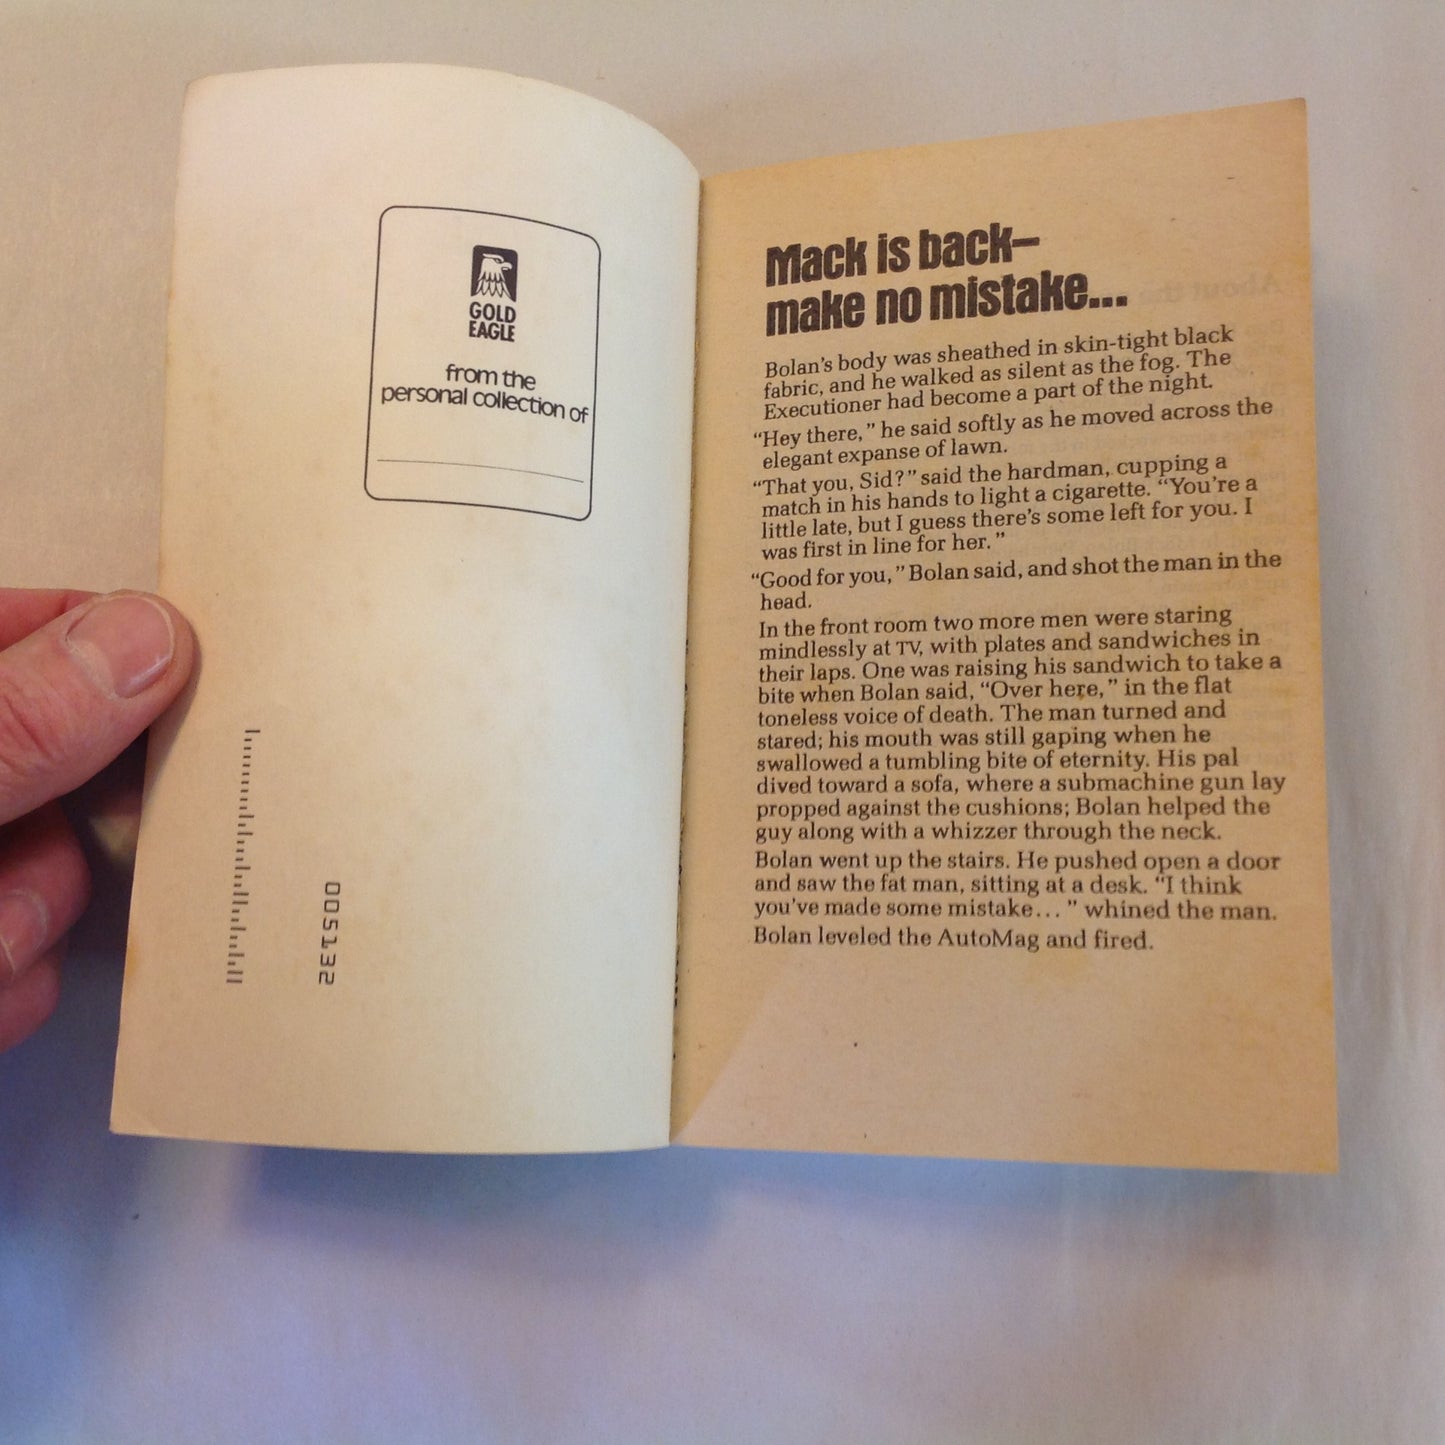 GOLD
EAGLE
from the
personal collection of
005132
Mack is back–
make no mistake...
Bolan's body was sheathed in skin-tight black
fabric, and he walked as silent as the fog. The
Executioner had become a part of the night.
"Hey there," he said softly as he moved across the
elegant expanse of lawn.
"That you, Sid?" said the hardman, cupping a
match in his hands to light a cigarette. "You're a
little late, but I guess there's some left for you. I
was first in line for her."
"Good for you," Bolan said, and shot the man in the
head.
In the front room two more men were staring
mindlessly at TV, with plates and sandwiches in
their laps. One was raising his sandwich to take a
bite when Bolan said, "Over here," in the flat
toneless voice of death. The man turned and
stared; his mouth was still gaping when he
swallowed a tumbling bite of eternity. His pal
dived toward a sofa, where a submachine gun lay
propped against the cushions; Bolan helped the
guy along with a whizzer through the neck.
Bolan went up the stairs. He pushed open a door
and saw the fat man, sitting at a desk. "I think
you've made some mistake..." whined the man.
Bolan leveled the AutoMag and fired.